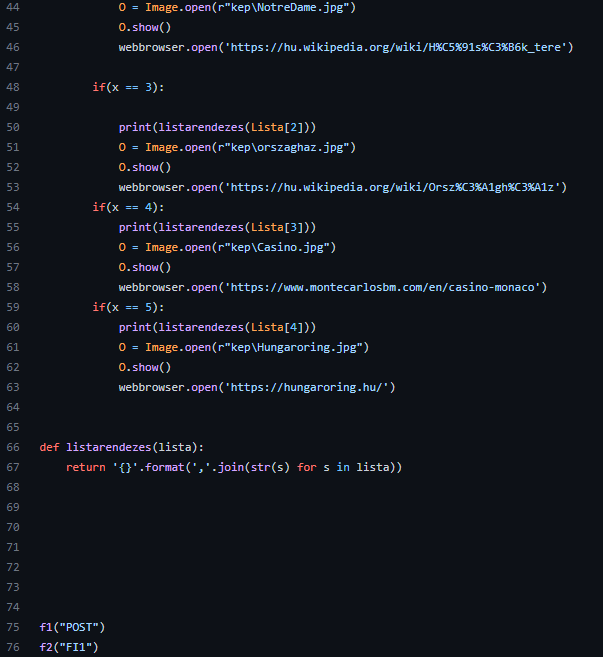 44 O = Image.open(r"kep\NotreDame.jpg")
45 O.show()
46 webbrowser.open('https://hu.wikipedia.org/wiki/H%C5%91s%C3%B6k_tere')
47
48 if(x == 3):
49
50 print(listarendezes(Lista[2]))
51 O = Image.open(r"kep\orszaghaz.jpg")
52 O.show()
53 webbrowser.open('https://hu.wikipedia.org/wiki/Orsz%C3%A1gh%C3%A1z')
54 if(x == 4):
55 print(listarendezes(Lista[3]))
56 O = Image.open(r"kep\Casino.jpg")
57 O.show()
58 webbrowser.open('https://www.montecarlosbm.com/en/casino-monaco')
59 if(x == 5):
60 print(listarendezes(Lista[4]))
61 O = Image.open(r"kep\Hungaroring.jpg")
62 O.show()
63 webbrowser.open('https://hungaroring.hu/')
64
65
66 def listarendezes(lista):
67 return '{}'.format(','.join(str(s) for s in lista))
68
69
70
71
72
73
74
75 f1("POST")
76 f2("FI1")